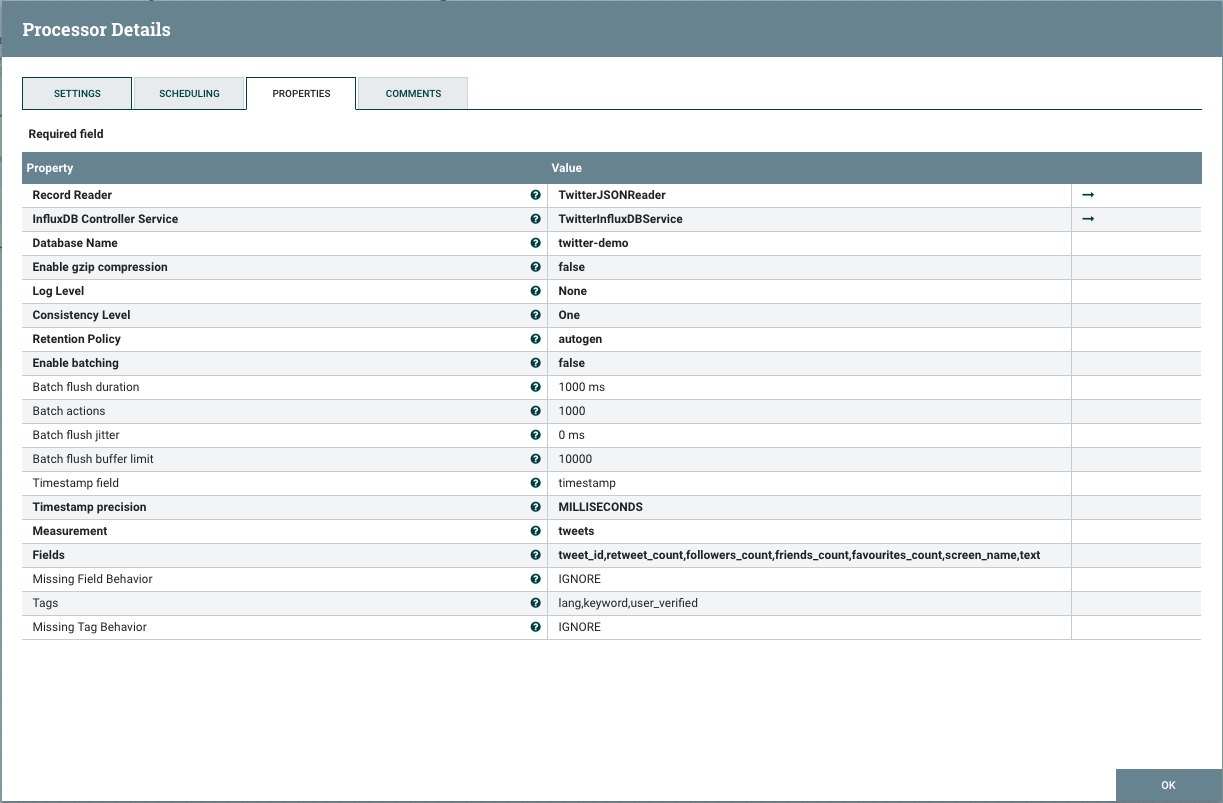 Processor Details
SETTINGS SCHEDULING PROPERTIES COMMENTS
Required field
Property Value
Record Reader TwitterJSONReader
InfluxDB Controller Service TwitterInfluxDBService
Database Name twitter-demo
Enable gzip compression false
Log Level None
Consistency Level One
Retention Policy autogen
Enable batching false
Batch flush duration 1000 ms
Batch actions 1000
Batch flush jitter 0 ms
Batch flush buffer limit 10000
Timestamp field timestamp
Timestamp precision MILLISECONDS
Measurement tweets
Fields tweet_id,retweet_count,followers_count,friends_count,favourites_count,screen_name,text
Missing Field Behavior IGNORE
Tags lang,keyword,user_verified
Missing Tag Behavior IGNORE
OK